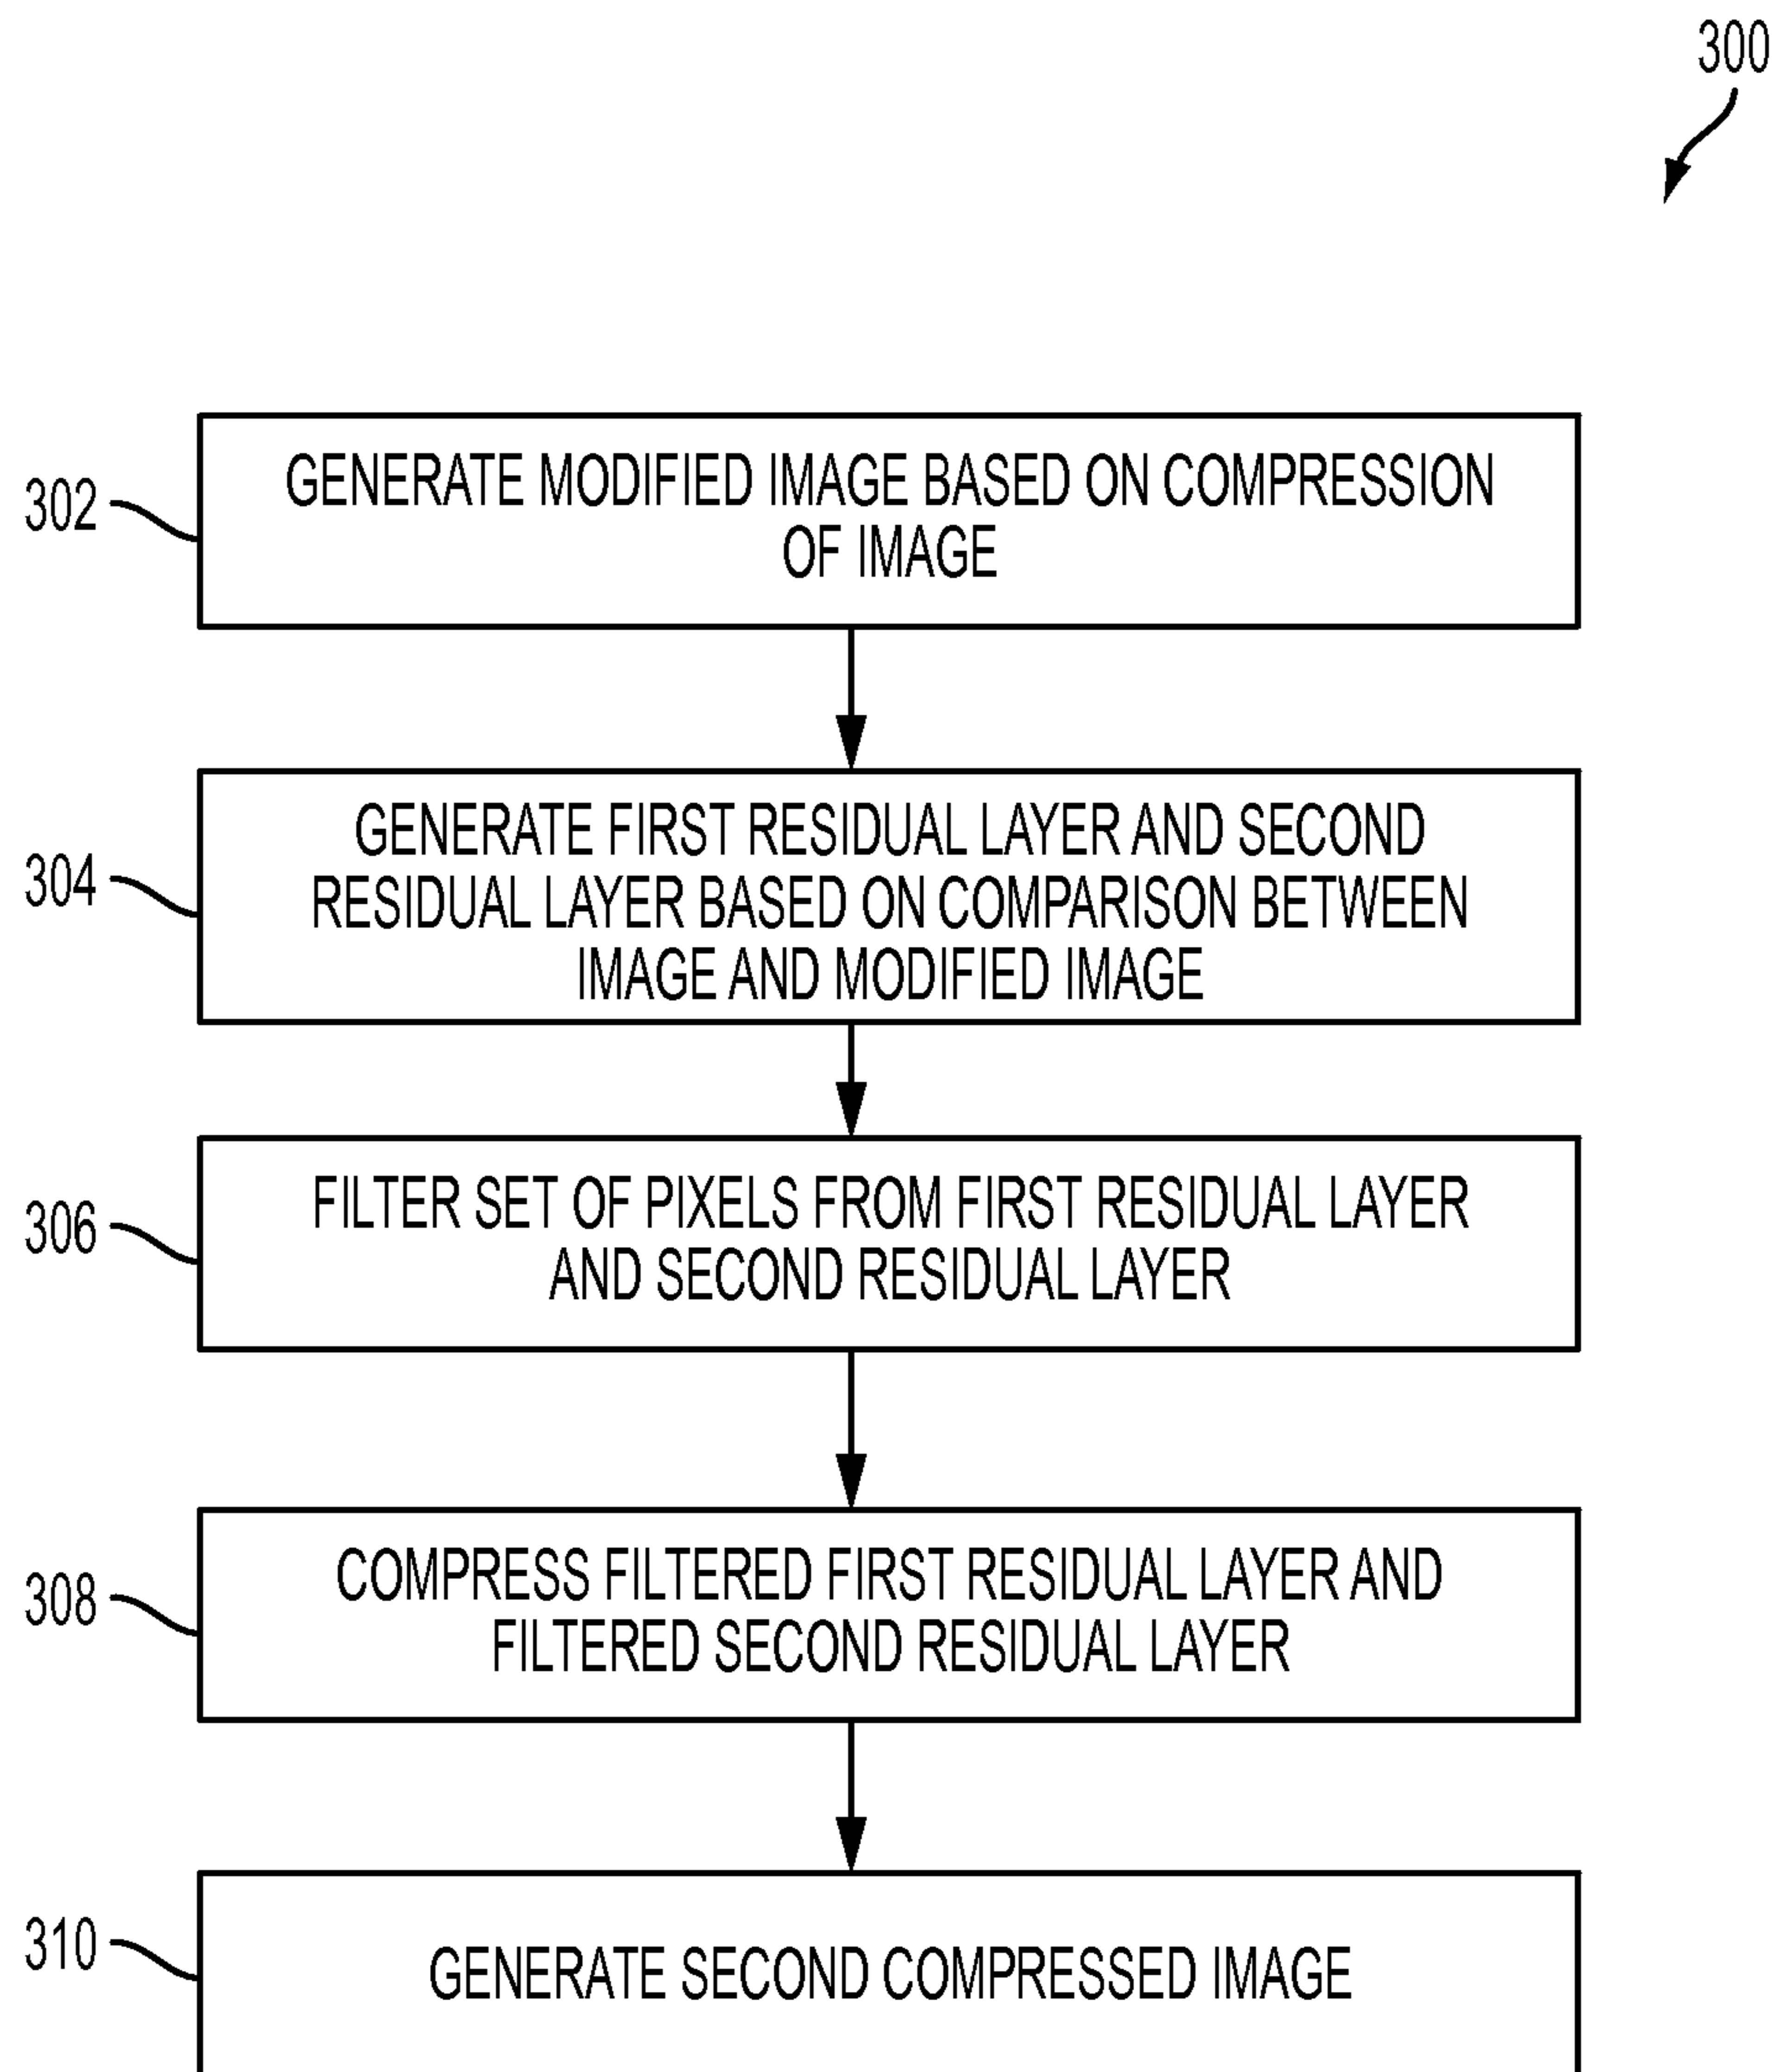 300
302
GENERATE MODIFIED IMAGE BASED ON COMPRESSION
OF IMAGE
304
GENERATE FIRST RESIDUAL LAYER AND SECOND
RESIDUAL LAYER BASED ON COMPARISON BETWEEN
IMAGE AND MODIFIED IMAGE
306
FILTER SET OF PIXELS FROM FIRST RESIDUAL LAYER
AND SECOND RESIDUAL LAYER
308
COMPRESS FILTERED FIRST RESIDUAL LAYER AND
FILTERED SECOND RESIDUAL LAYER
310
GENERATE SECOND COMPRESSED IMAGE